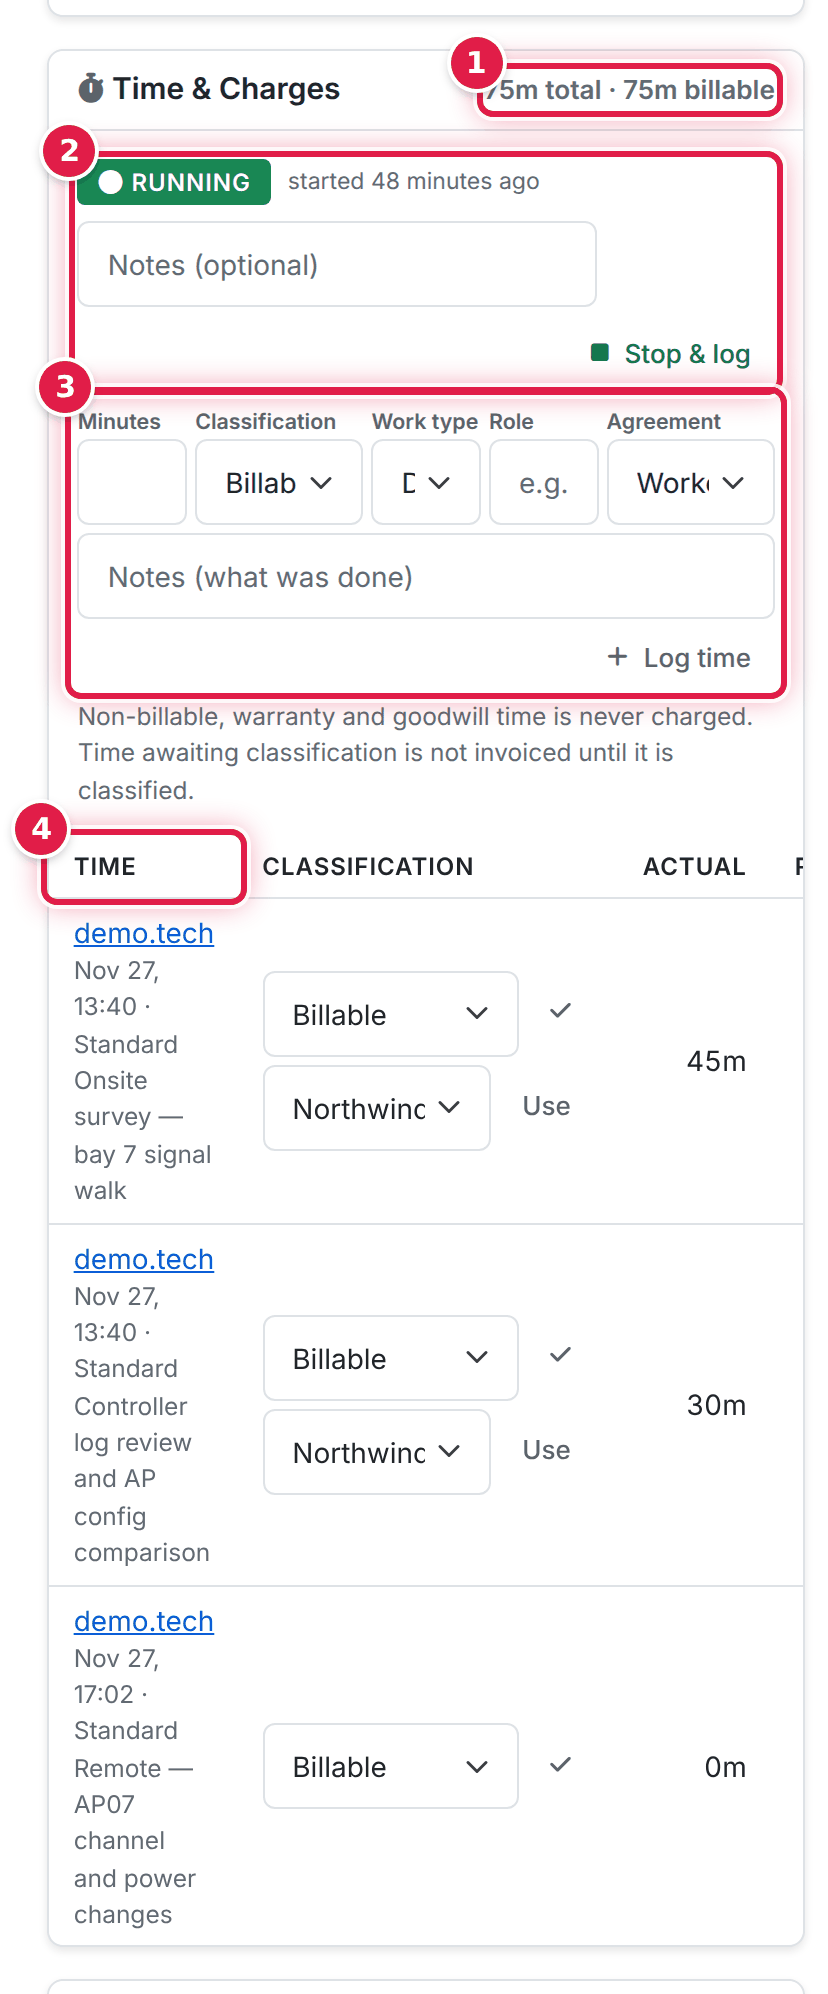 Time & Charges
1
75m total · 75m billable
2
RUNNING started 48 minutes ago
Notes (optional)
Stop & log
3
Minutes Classification Work type Role Agreement
Billab e.g.
Notes (what was done)
+ Log time
Non-billable, warranty and goodwill time is never charged.
Time awaiting classification is not invoiced until it is
classified.
4
TIME CLASSIFICATION ACTUAL
demo.tech
Nov 27,
13:40 ·
Standard
Onsite
survey —
bay 7 signal
walk
Billable
Northwind
Use
45m
demo.tech
Nov 27,
13:40 ·
Standard
Controller
log review
and AP
config
comparison
Billable
Northwind
Use
30m
demo.tech
Nov 27,
17:02 ·
Standard
Remote —
AP07
channel
and power
changes
Billable
0m